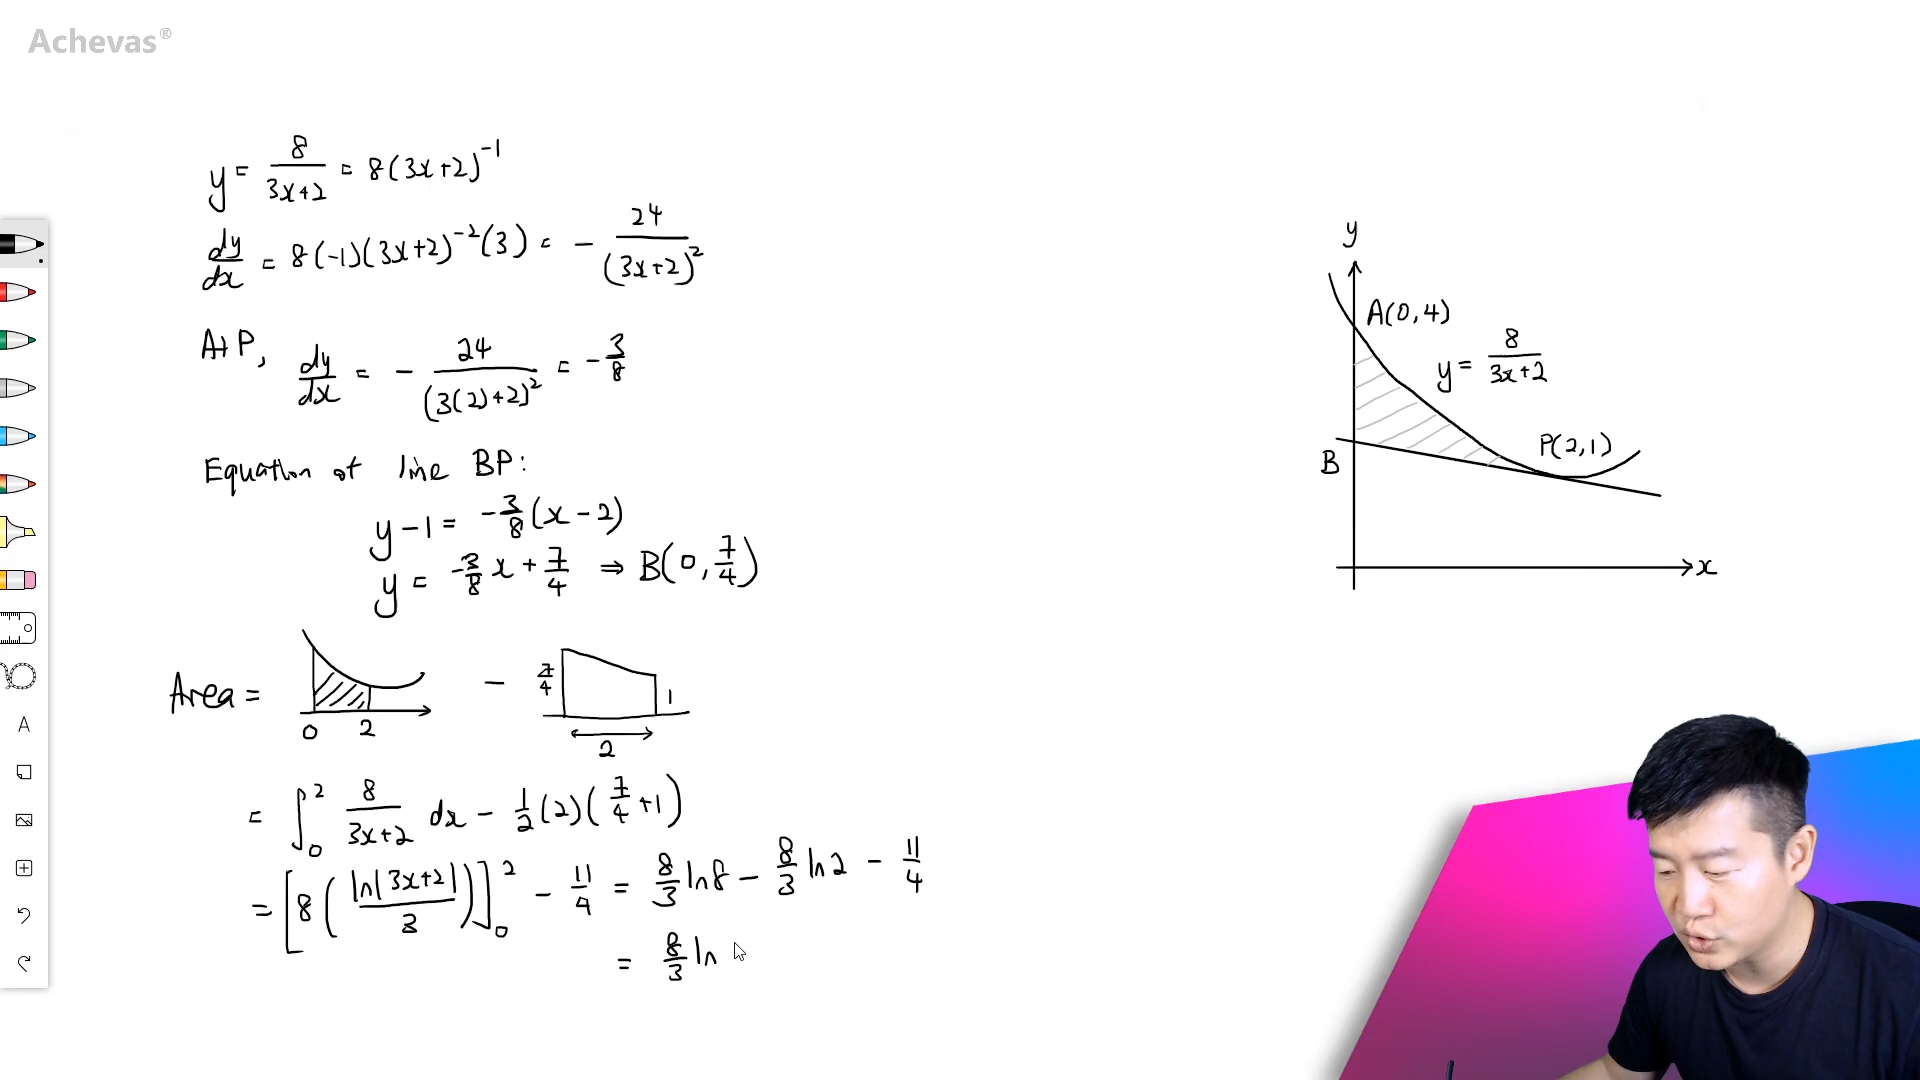 Achevas®
y = 8/(3x+2) = 8(3x+2)^-1
dy/dx = 8(-1)(3x+2)^-2(3) = - 24/(3x+2)^2
At P, dy/dx = - 24/(3(2)+2)^2 = -3/8
Equation of line BP:
y-1 = -3/8(x-2)
y = -3/8x + 7/4 ⇒ B(0, 7/4)
Area =
0 2
-
7/4 1
2
= ∫_0^2 8/(3x+2) dx - 1/2(2)(7/4+1)
= [8(ln|3x+2|/3)]_0^2 - 11/4 = 8/3 ln8 - 8/3 ln2 - 11/4
= 8/3 ln
y
A(0,4)
y = 8/(3x+2)
P(2,1)
B
x
A